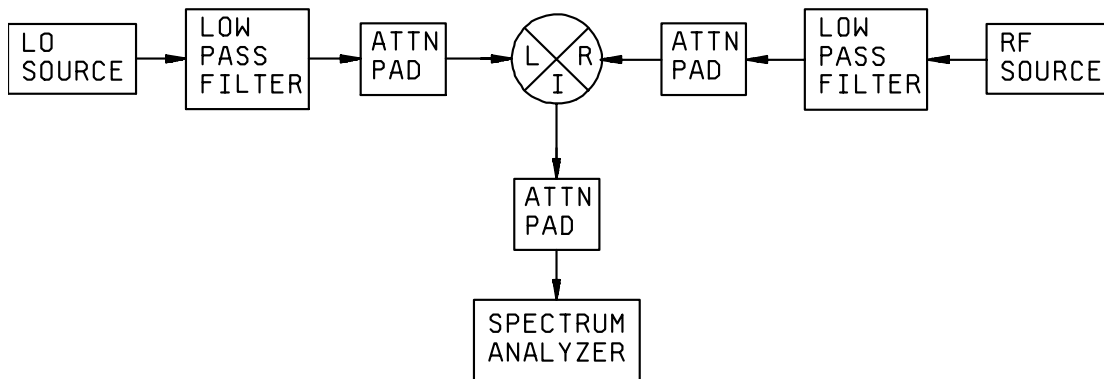 LO
SOURCE
LOW
PASS
FILTER
ATTN
PAD
L
R
I
ATTN
PAD
LOW
PASS
FILTER
RF
SOURCE
ATTN
PAD
SPECTRUM
ANALYZER